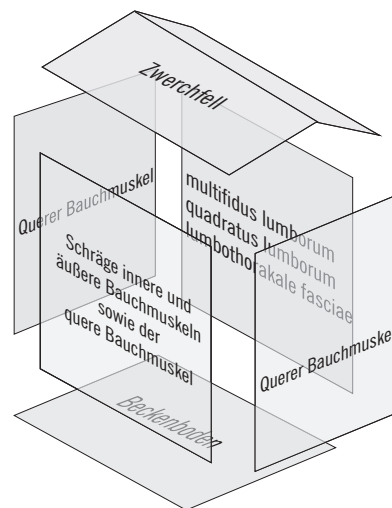 Zwerchfell
Querer Bauchmuskel
multifidus lumborum
quadratus lumborum
lumbothorakale fasciae
Schräge innere und
äußere Bauchmuskeln
sowie der
quere Bauchmuskel
Querer Bauchmuskel
Beckenboden